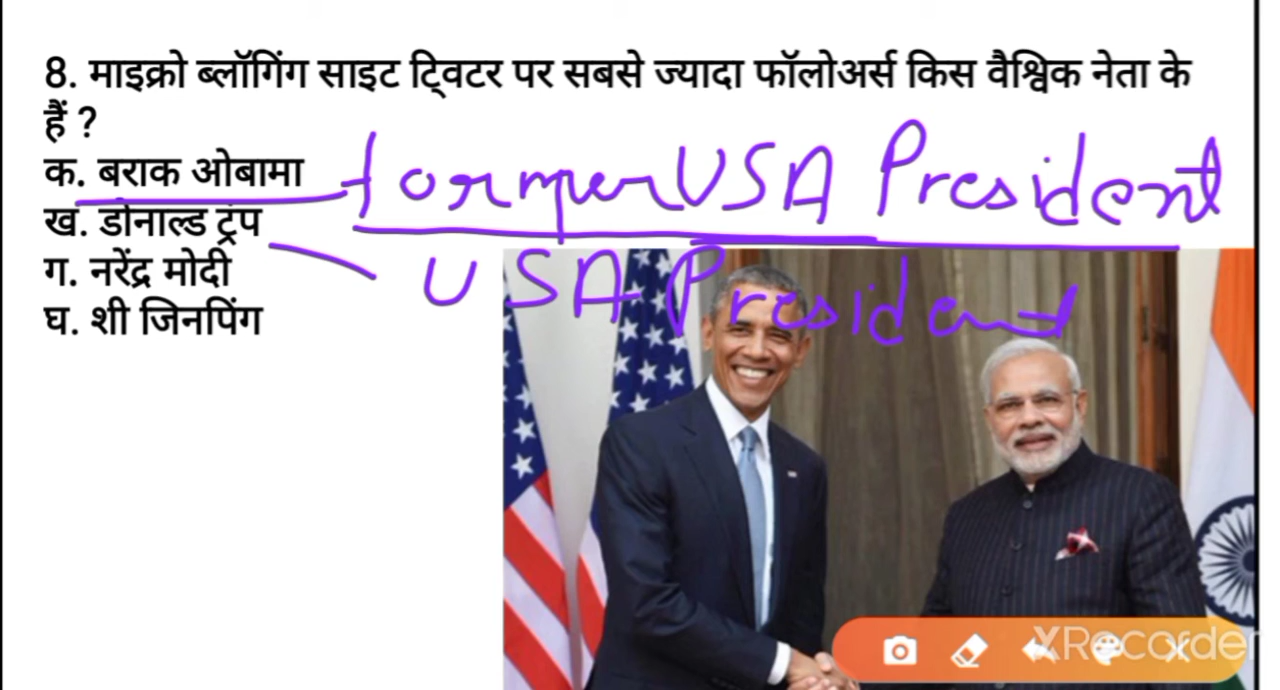 8. माइक्रो ब्लॉगिंग साइट ट्विटर पर सबसे ज्यादा फॉलोअर्स किस वैश्विक नेता के
हैं ?
क. बराक ओबामा former USA President
ख. डोनाल्ड ट्रंप
USA President
ग. नरेंद्र मोदी
घ. शी जिनपिंग
XRecorder